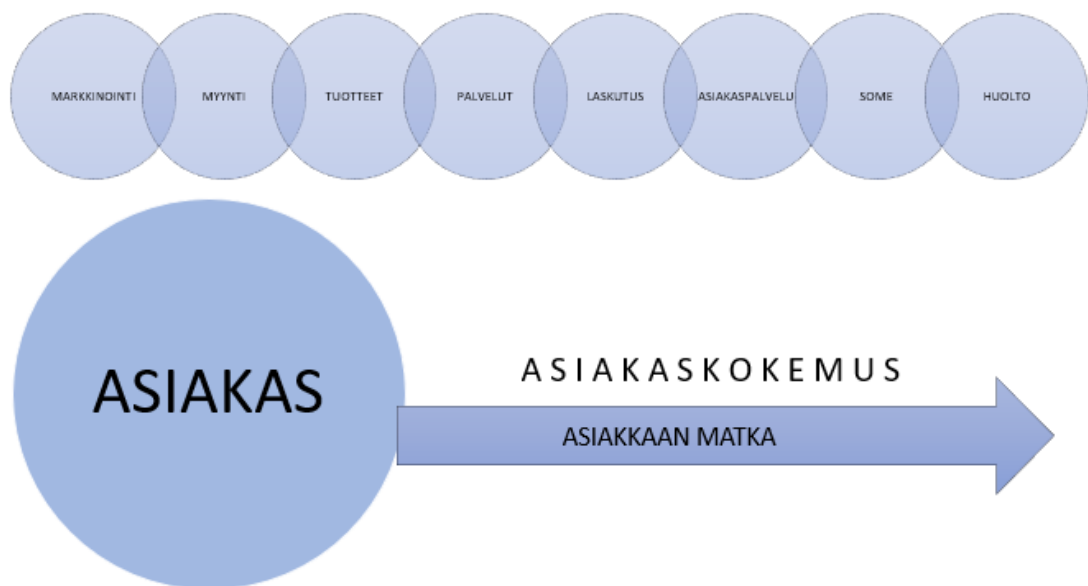 MARKKINOINTI
MYYNTI
TUOTTEET
PALVELUT
LASKUTUS
ASIAKASPALVELU
SOME
HUOLTO
ASIAKAS
ASIAKASKOKEMUS
ASIAKKAAN MATKA